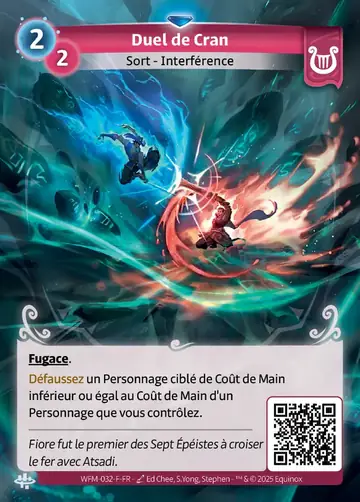 2
2
Duel de Cran
Sort - Interférence
Fugace.
Défaussez un Personnage ciblé de Coût de Main
inférieur ou égal au Coût de Main d'un
Personnage que vous contrôlez.
Fiore fut le premier des Sept Épéistes à croiser
le fer avec Atsadi.
WFM-032-F-FR - Ed Chee, S.Yong, Stephen - ™ & © 2025 Equinox